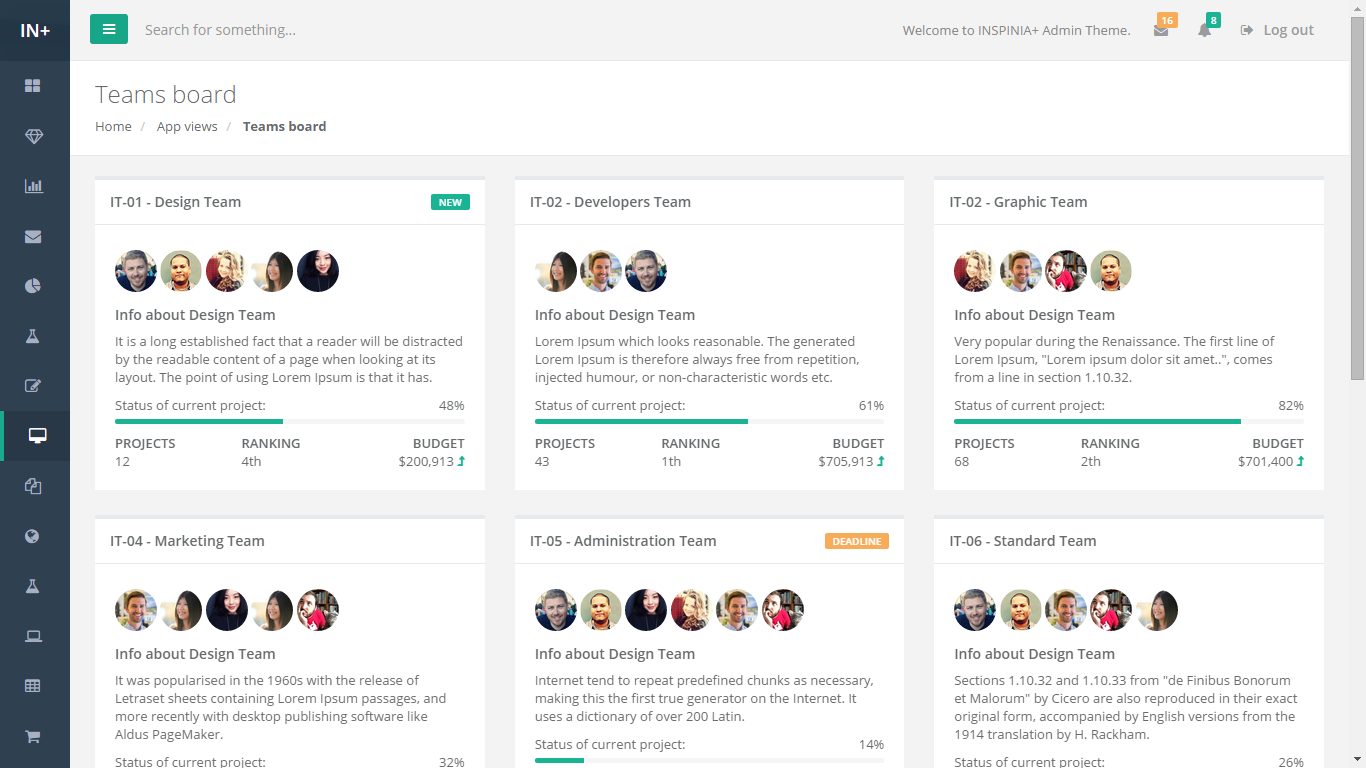 IN+
Search for something...
Welcome to INSPINIA+ Admin Theme.
16
8
Log out
Teams board
Home / App views / Teams board
IT-01 - Design Team
NEW
Info about Design Team
It is a long established fact that a reader will be distracted
by the readable content of a page when looking at its
layout. The point of using Lorem Ipsum is that it has.
Status of current project: 48%
PROJECTS RANKING BUDGET
12 4th $200,913
IT-02 - Developers Team
Info about Design Team
Lorem Ipsum which looks reasonable. The generated
Lorem Ipsum is therefore always free from repetition,
injected humour, or non-characteristic words etc.
Status of current project: 61%
PROJECTS RANKING BUDGET
43 1th $705,913
IT-02 - Graphic Team
Info about Design Team
Very popular during the Renaissance. The first line of
Lorem Ipsum, "Lorem ipsum dolor sit amet..", comes
from a line in section 1.10.32.
Status of current project: 82%
PROJECTS RANKING BUDGET
68 2th $701,400
IT-04 - Marketing Team
Info about Design Team
It was popularised in the 1960s with the release of
Letraset sheets containing Lorem Ipsum passages, and
more recently with desktop publishing software like
Aldus PageMaker.
Status of current project: 32%
IT-05 - Administration Team
DEADLINE
Info about Design Team
Internet tend to repeat predefined chunks as necessary,
making this the first true generator on the Internet. It
uses a dictionary of over 200 Latin.
Status of current project: 14%
IT-06 - Standard Team
Info about Design Team
Sections 1.10.32 and 1.10.33 from "de Finibus Bonorum
et Malorum" by Cicero are also reproduced in their exact
original form, accompanied by English versions from the
1914 translation by H. Rackham.
Status of current project: 26%